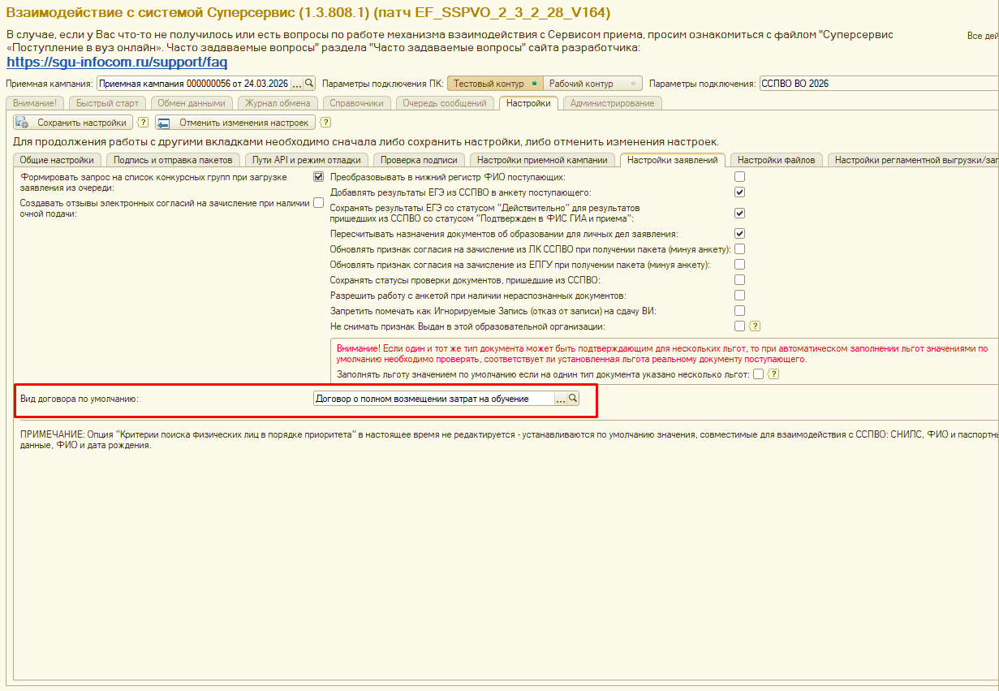 Взаимодействие с системой Суперсервис (1.3.808.1) (патч EF_SSPVO_2_3_2_28_V164)
В случае, если у Вас что-то не получилось или есть вопросы по работе механизма взаимодействия с Сервисом приема, просим ознакомиться с файлом "Суперсервис
Все дей
«Поступление в вуз онлайн». Часто задаваемые вопросы" раздела "Часто задаваемые вопросы" сайта разработчика:
https://sgu-infocom.ru/support/faq
Приемная кампания: Приемная кампания 000000056 от 24.03.2026 ... Параметры подключения ПК: Тестовый контур Рабочий контур Параметры подключения: ССПВО ВО 2026
Внимание! Быстрый старт Обмен данными Журнал обмена Справочники Очередь сообщений Настройки Администрирование
Сохранить настройки ? Отменить изменения настроек ?
Для продолжения работы с другими вкладками необходимо сначала либо сохранить настройки, либо отменить изменения настроек.
Общие настройки Подпись и отправка пакетов Пути API и режим отладки Проверка подписи Настройки приемной кампании Настройки заявлений Настройки файлов Настройки регламентной выгрузки/заг
Формировать запрос на список конкурсных групп при загрузке
заявления из очереди:
Создавать отзывы электронных согласий на зачисление при наличии
очной подачи:
Преобразовывать в нижний регистр ФИО поступающих:
Добавлять результаты ЕГЭ из ССПВО в анкету поступающего:
Сохранять результаты ЕГЭ со статусом "Действительно" для результатов
пришедших из ССПВО со статусом "Подтвержден в ФИС ГИА и приема":
Пересчитывать назначения документов об образовании для личных дел заявления:
Обновлять признак согласия на зачисление из ЛК ССПВО при получении пакета (минуя анкету):
Обновлять признак согласия на зачисление из ЕПГУ при получении пакета (минуя анкету):
Сохранять статусы проверки документов, пришедшие из ССПВО:
Разрешить работу с анкетой при наличии нераспознанных документов:
Запретить помечать как Игнорируемые Запись (отказ от записи) на сдачу ВИ:
Не снимать признак Выдан в этой образовательной организации: ?
Внимание! Если один и тот же тип документа может быть подтверждающим для нескольких льгот, то при автоматическом заполнении льгот значениями по
умолчанию необходимо проверять, соответствует ли установленная льгота реальному документу поступающего.
Заполнять льготу значением по умолчанию если на однин тип документа указано несколько льгот: ?
Вид договора по умолчанию: Договор о полном возмещении затрат на обучение ...
ПРИМЕЧАНИЕ: Опция "Критерии поиска физических лиц в порядке приоритета" в настоящее время не редактируется - устанавливаются по умолчанию значения, совместимые для взаимодействия с ССПВО: СНИЛС, ФИО и паспортны
данные, ФИО и дата рождения.